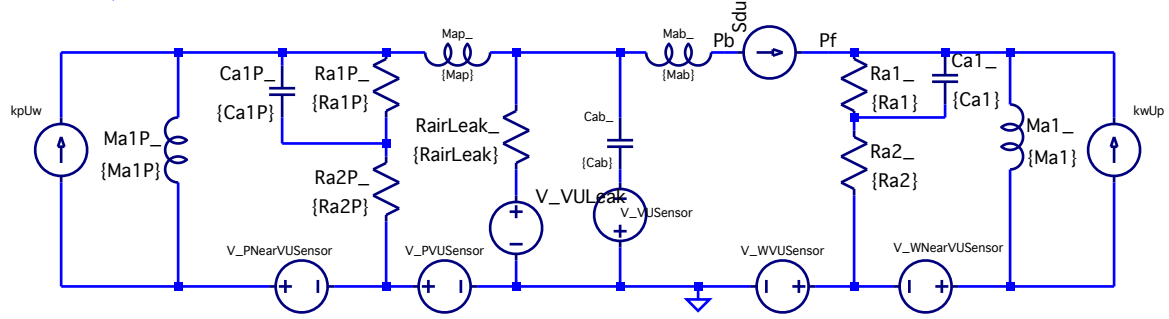 Map_
{Map}
Mab_
{Mab}
Pb
Sdu
Pf
Ca1P_
{Ca1P}
Ra1P_
{Ra1P}
Ra1_
{Ra1}
Ca1_
{Ca1}
kpUw
Ma1P_
{Ma1P}
RairLeak_
{RairLeak}
Cab_
{Cab}
Ma1_
{Ma1}
kwUp
Ra2P_
{Ra2P}
Ra2_
{Ra2}
V_VULeak
V_VUSensor
V_PNearVUSensor
V_PVUSensor
V_WVUSensor
V_WNearVUSensor